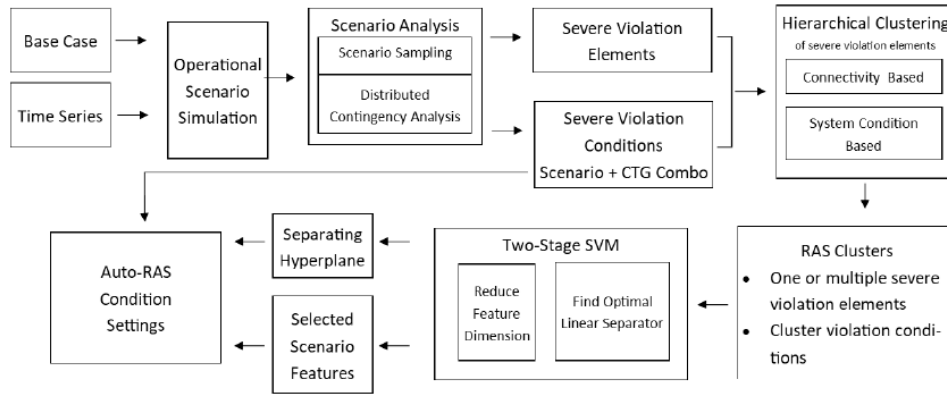 Base Case
Time Series
Operational
Scenario
Simulation
Scenario Analysis
Scenario Sampling
Distributed
Contingency Analysis
Severe Violation
Elements
Severe Violation
Conditions
Scenario + CTG Combo
Hierarchical Clustering
of severe violation elements
Connectivity Based
System Condition
Based
RAS Clusters
• One or multiple severe
violation elements
• Cluster violation condi-
tions
Two-Stage SVM
Reduce
Feature
Dimension
Find Optimal
Linear Separator
Separating
Hyperplane
Selected
Scenario
Features
Auto-RAS
Condition
Settings